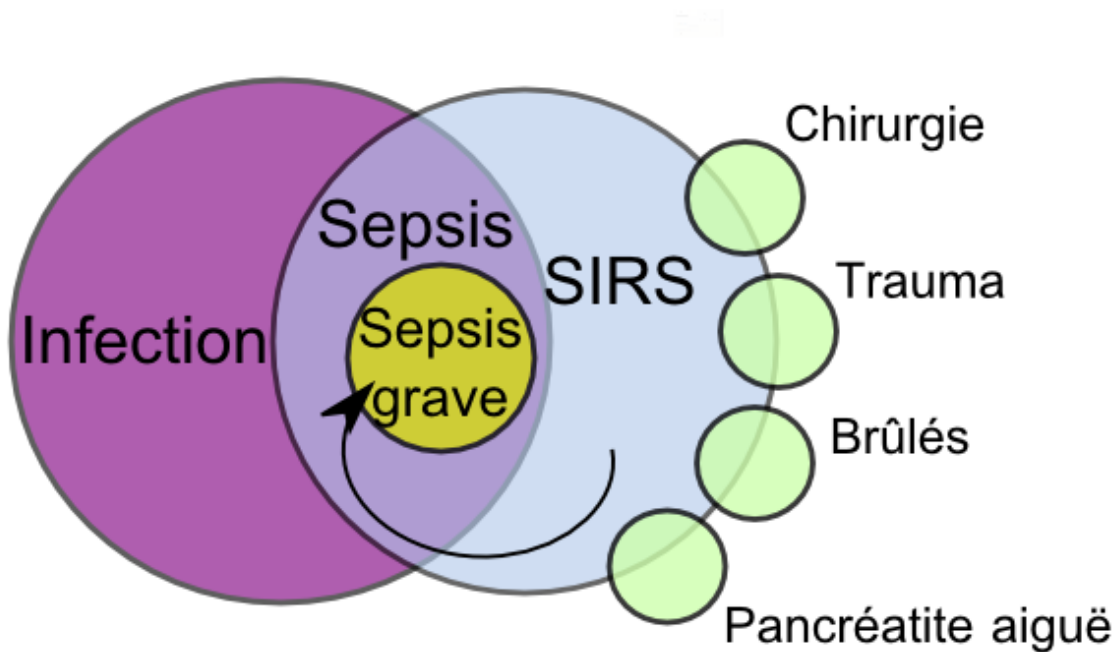 Chirurgie
Sepsis
SIRS
Trauma
Infection
Sepsis
grave
Brûlés
Pancréatite aiguë